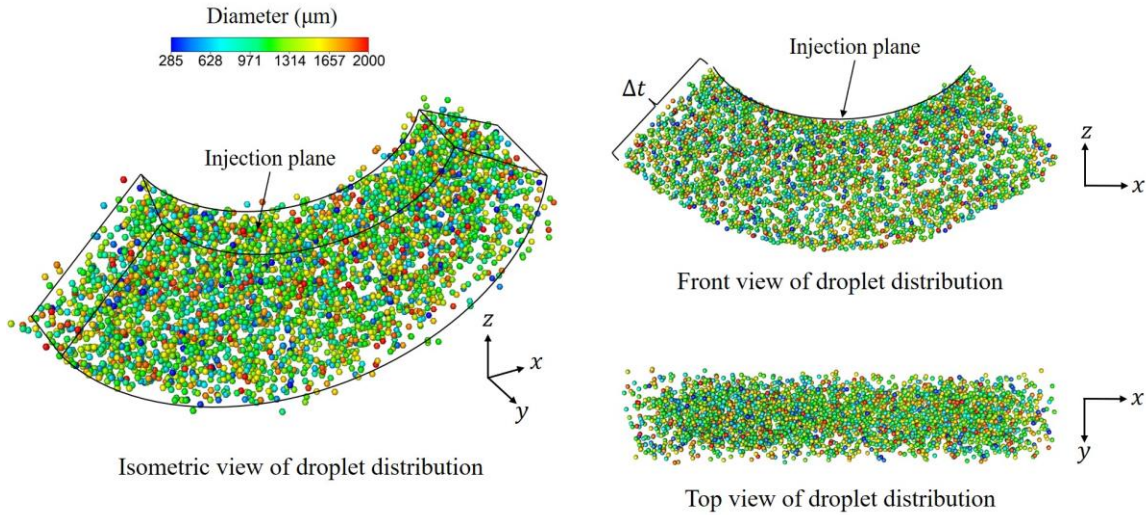 Diameter (μm)
285 628 971 1314 1657 2000
Injection plane
z
x
y
Isometric view of droplet distribution
Injection plane
Δt
z
x
Front view of droplet distribution
x
y
Top view of droplet distribution